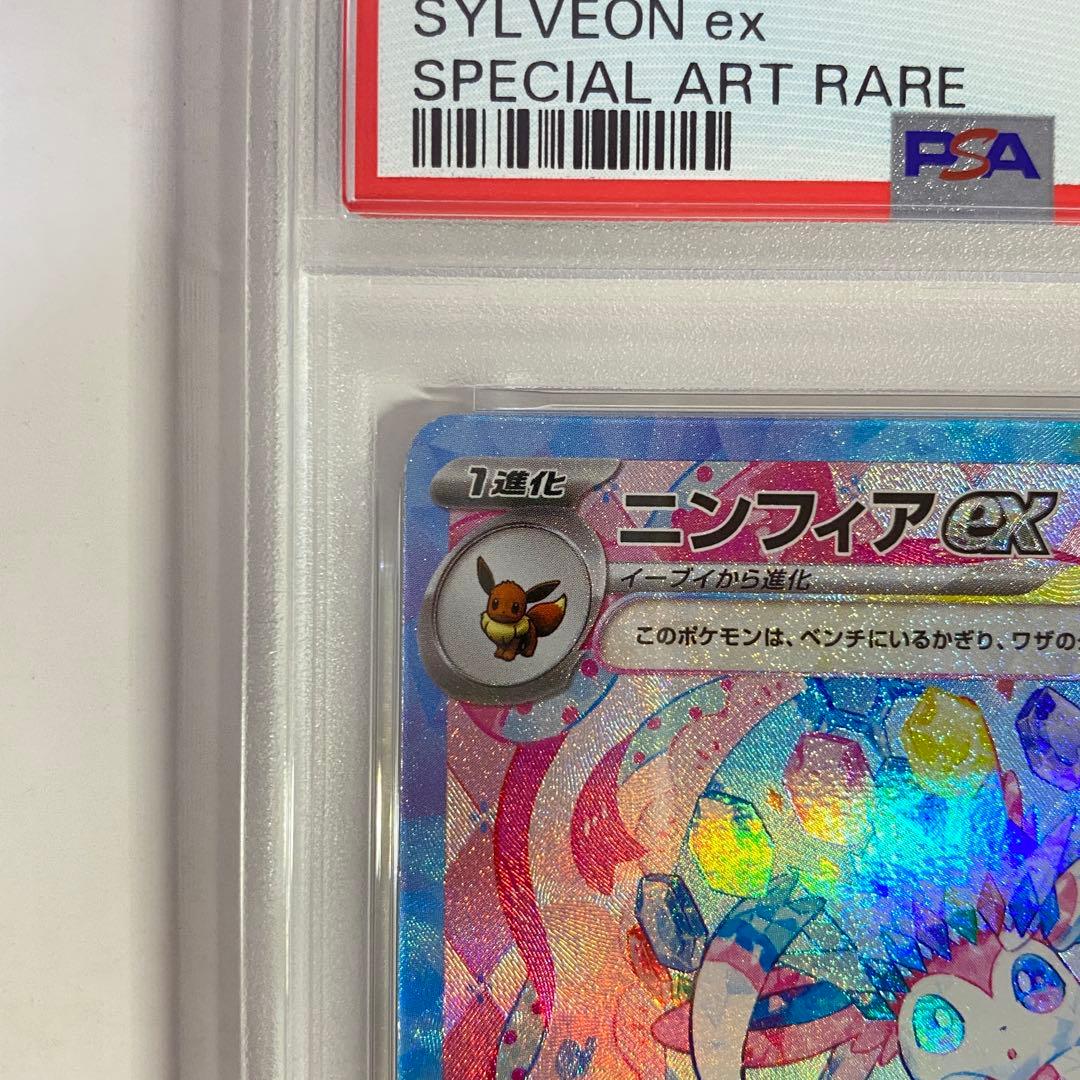 SYLVEON ex
SPECIAL ART RARE
PSA
1進化
ニンフィアex
イーブイから進化
このポケモンは、ベンチにいるかぎり、ワザの